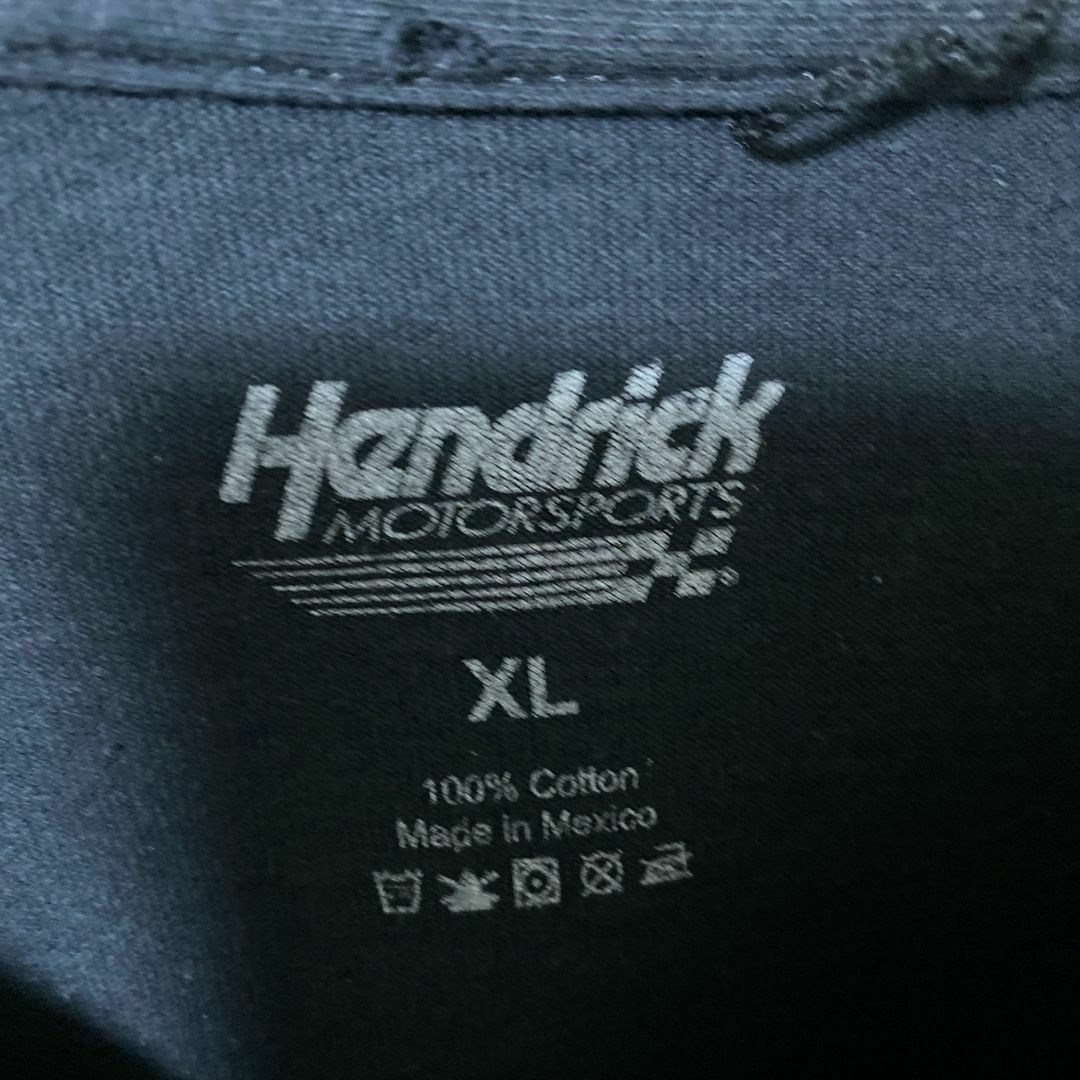 Hendrick
MOTORSPORTS
XL
100% Cotton
Made in Mexico